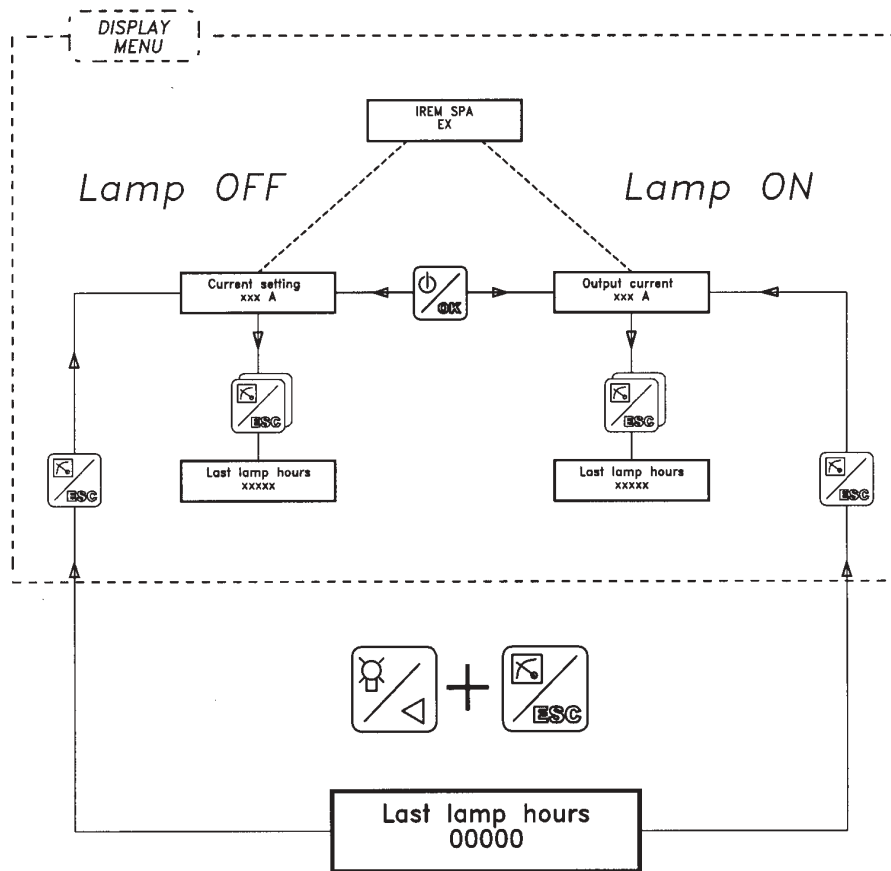 DISPLAY
MENU
IREM SPA
EX
Lamp OFF
Lamp ON
Current setting
xxx A
OK
Output current
xxx A
ESC
ESC
Last lamp hours
xxxxx
Last lamp hours
xxxxx
ESC
ESC
+
ESC
Last lamp hours
00000